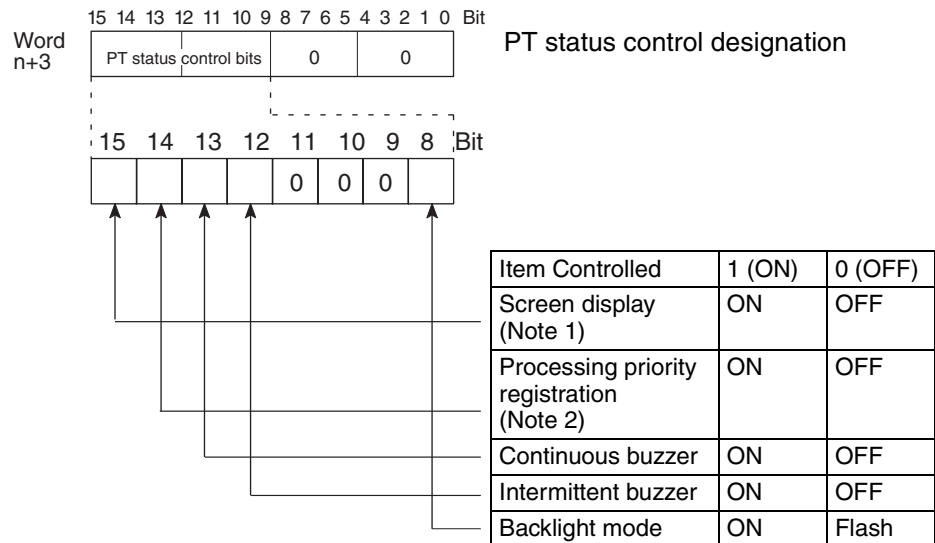 15 14 13 12 11 10 9 8 7 6 5 4 3 2 1 0 Bit
Word
n+3
PT status control bits 0 0
PT status control designation
15 14 13 12 11 10 9 8 Bit
0 0 0
Item Controlled 1 (ON) 0 (OFF)
Screen display ON OFF
(Note 1)
Processing priority ON OFF
registration
(Note 2)
Continuous buzzer ON OFF
Intermittent buzzer ON OFF
Backlight mode ON Flash